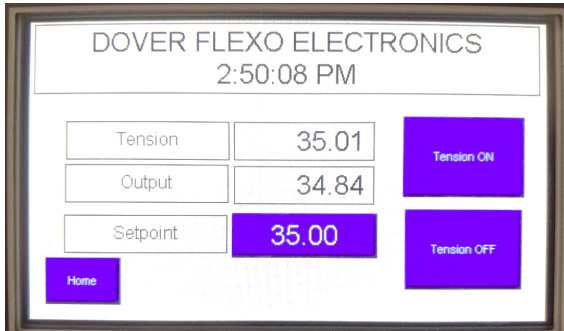 DOVER FLEXO ELECTRONICS
2:50:08 PM
Tension 35.01
Tension ON
Output 34.84
Setpoint 35.00
Tension OFF
Home